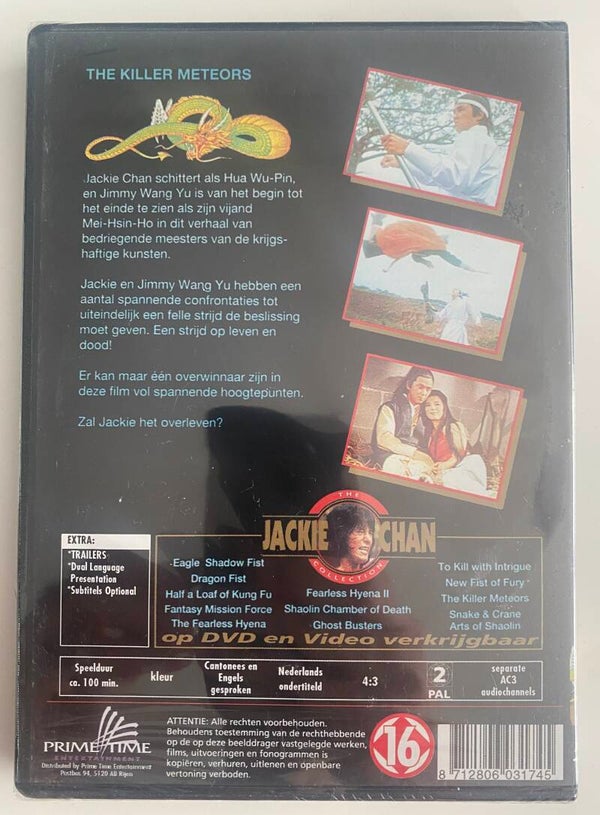 THE KILLER METEORS
Jackie Chan schittert als Hua Wu-Pin,
en Jimmy Wang Yu is van het begin tot
het einde te zien als zijn vijand
Mei-Hsin-Ho in dit verhaal van
bedriegende meesters van de krijgs-
haftige kunsten.
Jackie en Jimmy Wang Yu hebben een
aantal spannende confrontaties tot
uiteindelijk een felle strijd de beslissing
moet geven. Een strijd op leven en
dood!
Er kan maar één overwinnaar zijn in
deze film vol spannende hoogtepunten.
Zal Jackie het overleven?
THE
JACKIE CHAN
COLLECTION
EXTRA:
*TRAILERS
*Dual Language
Presentation
*Subtitels Optional
Eagle Shadow Fist
Dragon Fist
Half a Loaf of Kung Fu
Fantasy Mission Force
The Fearless Hyena
Fearless Hyena II
Shaolin Chamber of Death
Ghost Busters
To Kill with Intrigue
New Fist of Fury
The Killer Meteors
Snake & Crane
Arts of Shaolin
op DVD en Video verkrijgbaar
Speelduur
ca. 100 min.
kleur
Cantonees en
Engels
gesproken
Nederlands
ondertiteld
4:3
2
PAL
separate
AC3
audiochannels
PRIME TIME
ENTERTAINMENT
Distributed by Prime Time Entertainment
Postbus 94, 5120 AB Rijen
ATTENTIE: Alle rechten voorbehouden.
Behoudens toestemming van de rechthebbende
op de op deze beelddrager vastgelegde werken,
films, uitvoeringen en fonogrammen is
kopiëren, verhuren, uitlenen en openbare
vertoning verboden.
16
8 712806 031745